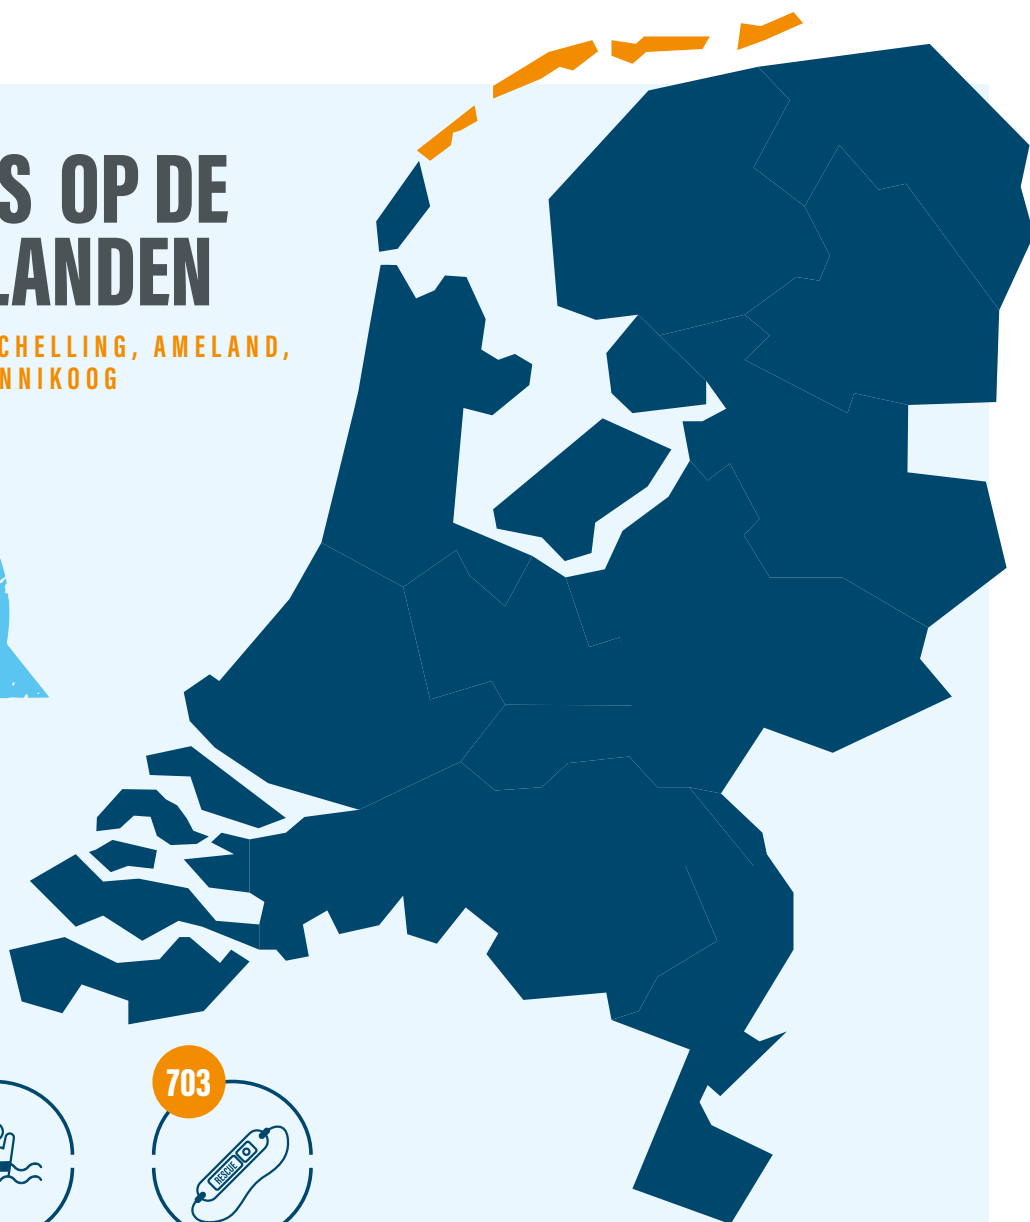 S OP DE
LANDEN
CHELLING, AMELAND,
NNIKOOG
703
RESCUE